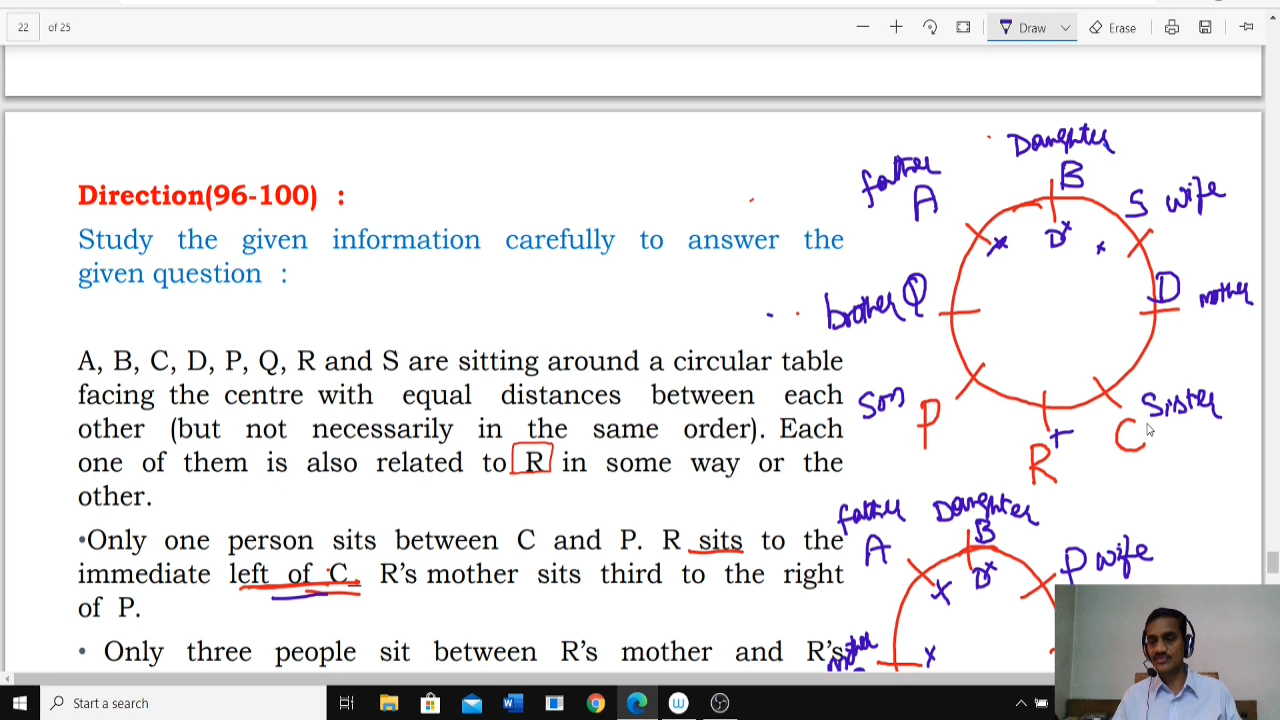 22 of 25
Draw
Erase
Direction(96-100) :
Study the given information carefully to answer the
given question :
A, B, C, D, P, Q, R and S are sitting around a circular table
facing the centre with equal distances between each
other (but not necessarily in the same order). Each
one of them is also related to R in some way or the
other.
•Only one person sits between C and P. R sits to the
immediate left of C. R's mother sits third to the right
of P.
• Only three people sit between R's mother and R's
Daughter
B
father
A
S wife
D
D mother
brother Q
Son
P
R
C
Sister
father
A
Daughter
B
D
P wife
mother
Start a search